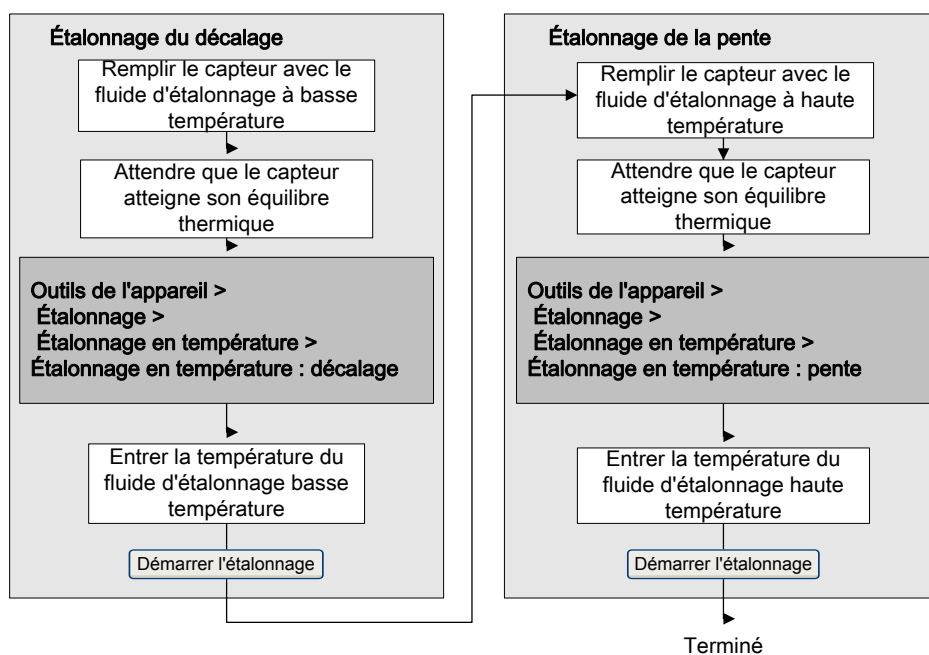 Étalonnage du décalage
Remplir le capteur avec le
fluide d'étalonnage à basse
température
Attendre que le capteur
atteigne son équilibre
thermique
Outils de l'appareil >
Étalonnage >
Étalonnage en température >
Étalonnage en température : décalage
Entrer la température du
fluide d'étalonnage basse
température
Démarrer l'étalonnage
Étalonnage de la pente
Remplir le capteur avec le
fluide d'étalonnage à haute
température
Attendre que le capteur
atteigne son équilibre
thermique
Outils de l'appareil >
Étalonnage >
Étalonnage en température >
Étalonnage en température : pente
Entrer la température du
fluide d'étalonnage haute
température
Démarrer l'étalonnage
Terminé